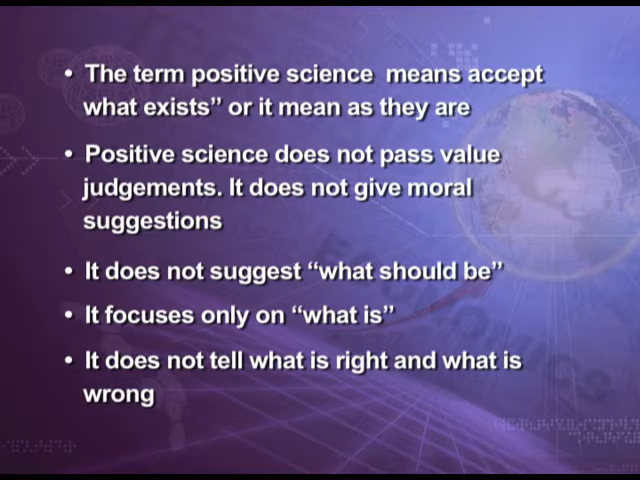 • The term positive science means accept
what exists” or it mean as they are
• Positive science does not pass value
judgements. It does not give moral
suggestions
• It does not suggest “what should be”
• It focuses only on “what is”
• It does not tell what is right and what is
wrong